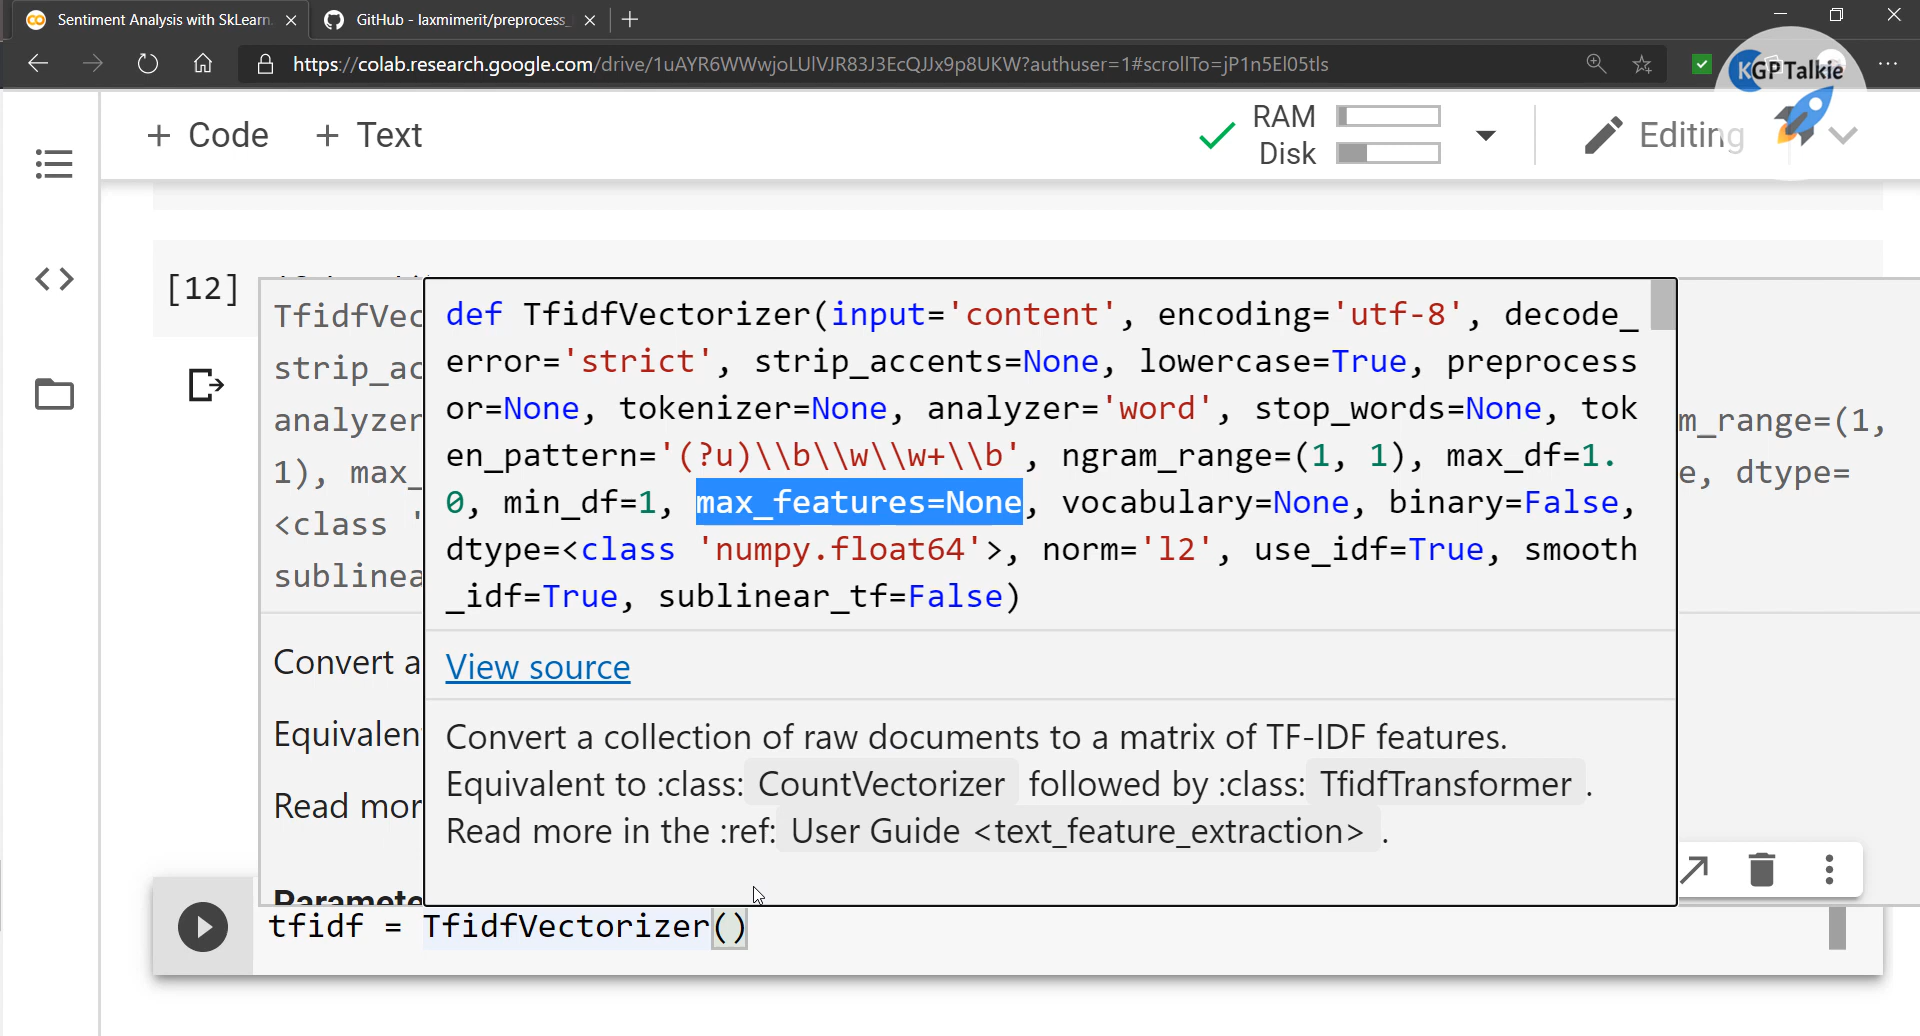 Sentiment Analysis with SkLearn
GitHub - laxmimerit/preprocess_
https://colab.research.google.com/drive/1uAYR6WWwjoLUlVJR83J3EcQJJx9p8UKW?authuser=1#scrollTo=jP1n5El05tls
KGPTalkie
+ Code + Text
RAM
Disk
Editing
[12]
TfidfVec
strip_ac
analyzer
1), max_
<class '
sublinea
m_range=(1,
e, dtype=
def TfidfVectorizer(input='content', encoding='utf-8', decode_
error='strict', strip_accents=None, lowercase=True, preprocess
or=None, tokenizer=None, analyzer='word', stop_words=None, tok
en_pattern='(?u)\\b\\w\\w+\\b', ngram_range=(1, 1), max_df=1.
0, min_df=1, max_features=None, vocabulary=None, binary=False,
dtype=<class 'numpy.float64'>, norm='l2', use_idf=True, smooth
_idf=True, sublinear_tf=False)
View source
Convert a
Equivalen
Read mor
Paramete
Convert a collection of raw documents to a matrix of TF-IDF features.
Equivalent to :class: CountVectorizer followed by :class: TfidfTransformer .
Read more in the :ref: User Guide <text_feature_extraction> .
tfidf = TfidfVectorizer()